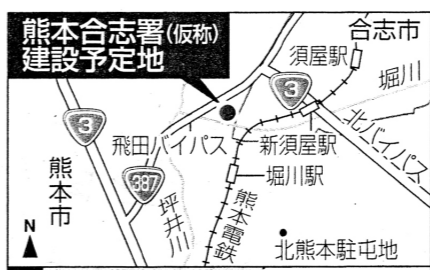 熊本合志署(仮称)
建設予定地
合志市
須屋駅
堀川
3
3
飛田バイパス
新須屋駅
北バイパス
堀川駅
387
熊本市
坪井川
熊本電鉄
北熊本駐屯地
N